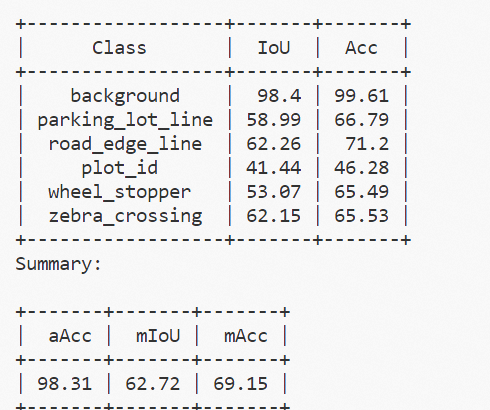 +------------------+-------+-------+
|      Class       |  IoU  |  Acc  |
+------------------+-------+-------+
|    background    |  98.4 | 99.61 |
| parking_lot_line | 58.99 | 66.79 |
|  road_edge_line  | 62.26 |  71.2 |
|     plot_id      | 41.44 | 46.28 |
|  wheel_stopper   | 53.07 | 65.49 |
|  zebra_crossing  | 62.15 | 65.53 |
+------------------+-------+-------+
Summary:
+-------+-------+-------+
|  aAcc |  mIoU |  mAcc |
+-------+-------+-------+
| 98.31 | 62.72 | 69.15 |
+-------+-------+-------+